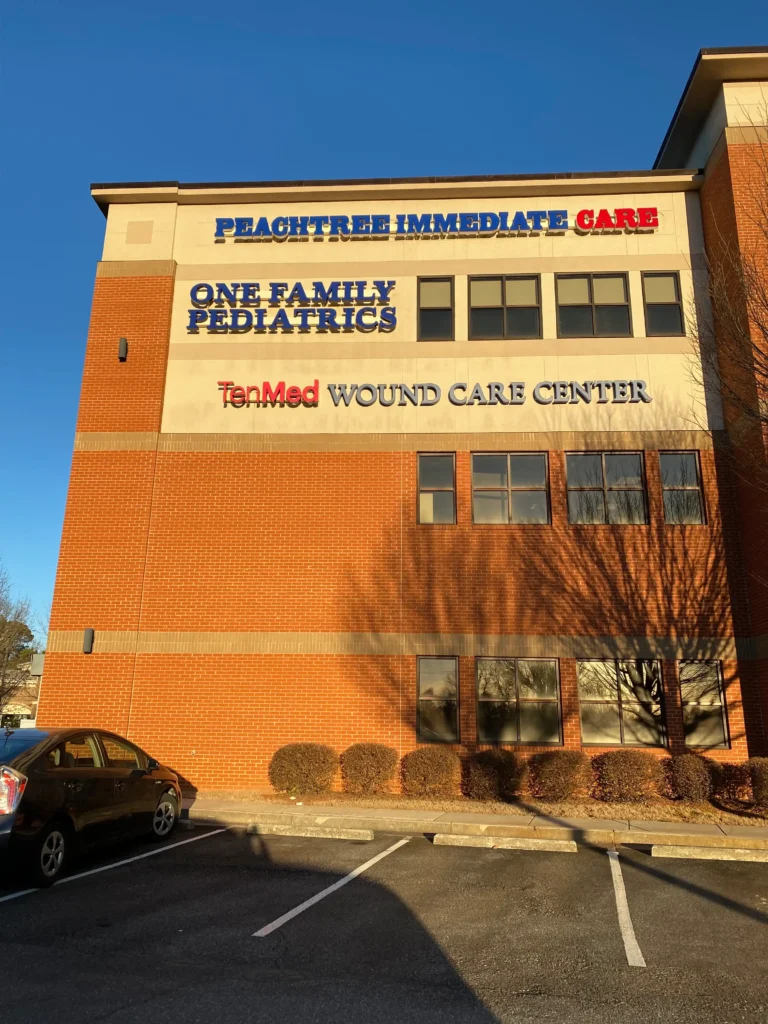 PEACHTREE IMMEDIATE CARE
ONE FAMILY
PEDIATRICS
TenMed WOUND CARE CENTER